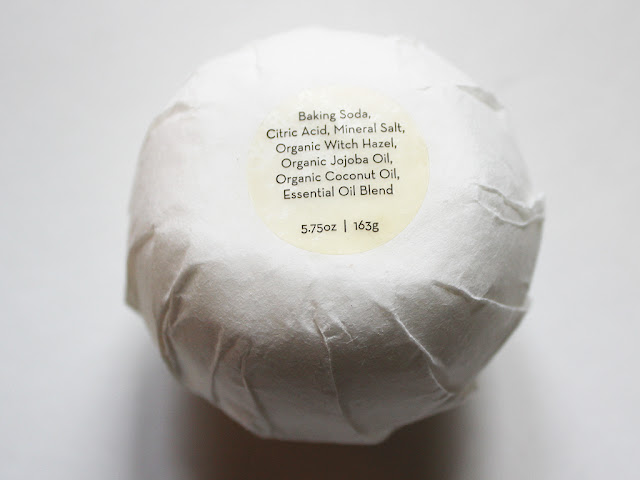 Baking Soda,
Citric Acid, Mineral Salt,
Organic Witch Hazel,
Organic Jojoba Oil,
Organic Coconut Oil,
Essential Oil Blend
5.75oz | 163g